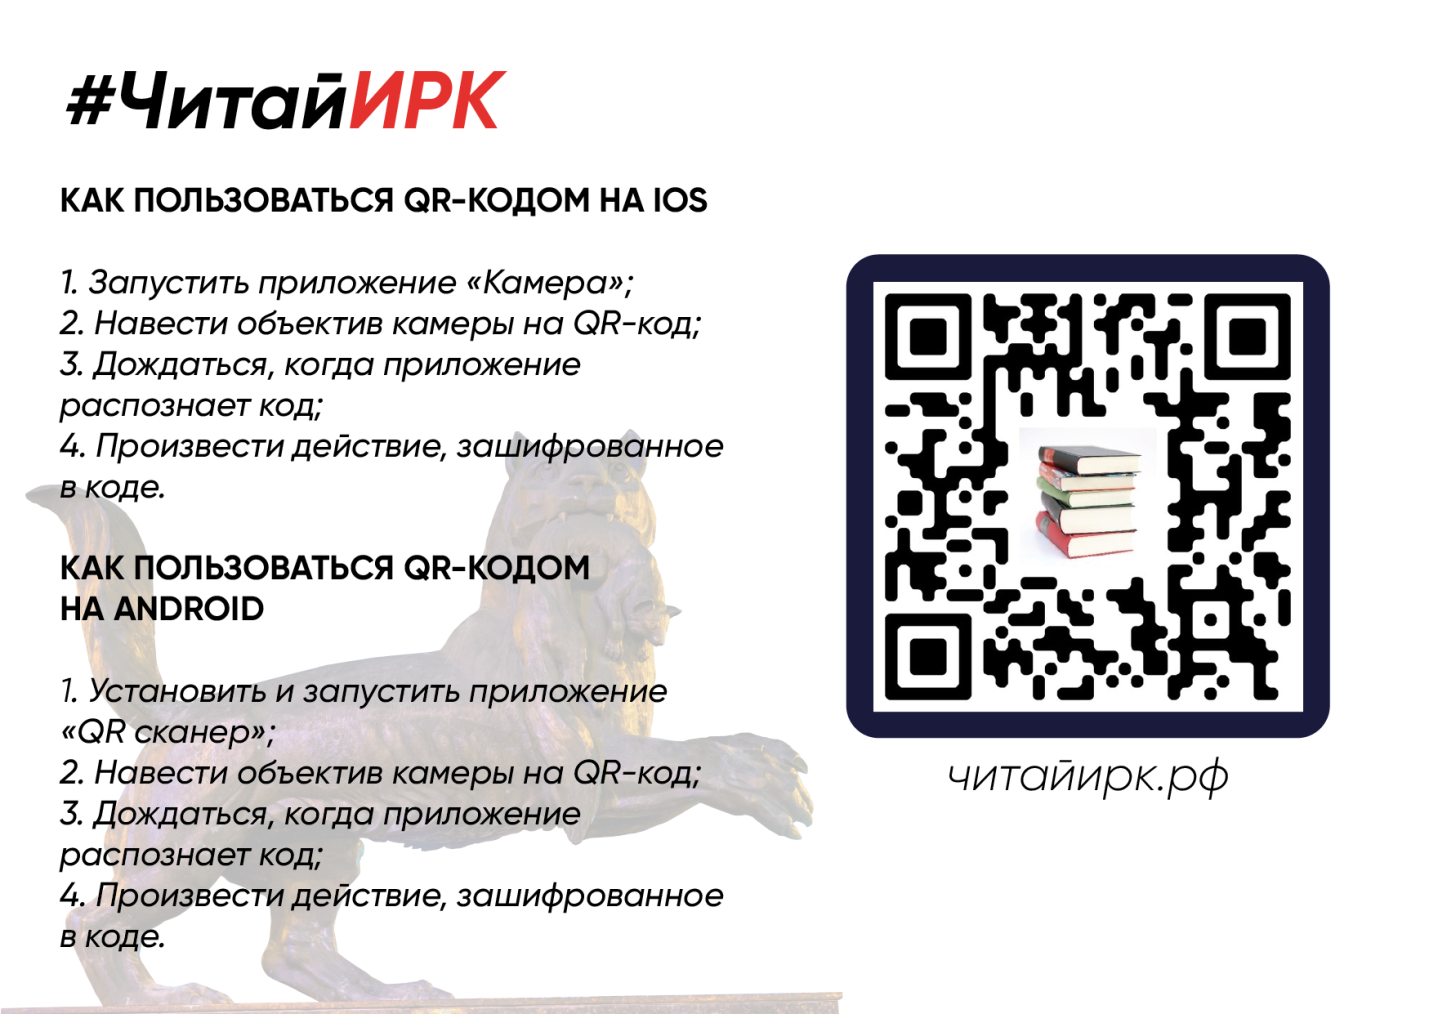 #ЧитайИРК
КАК ПОЛЬЗОВАТЬСЯ QR-КОДОМ НА IOS
1. Запустить приложение «Камера»;
2. Навести объектив камеры на QR-код;
3. Дождаться, когда приложение
распознает код;
4. Произвести действие, зашифрованное
в коде.
КАК ПОЛЬЗОВАТЬСЯ QR-КОДОМ
НА ANDROID
1. Установить и запустить приложение
«QR сканер»;
2. Навести объектив камеры на QR-код;
3. Дождаться, когда приложение
распознает код;
4. Произвести действие, зашифрованное
в коде.
читайирк.рф